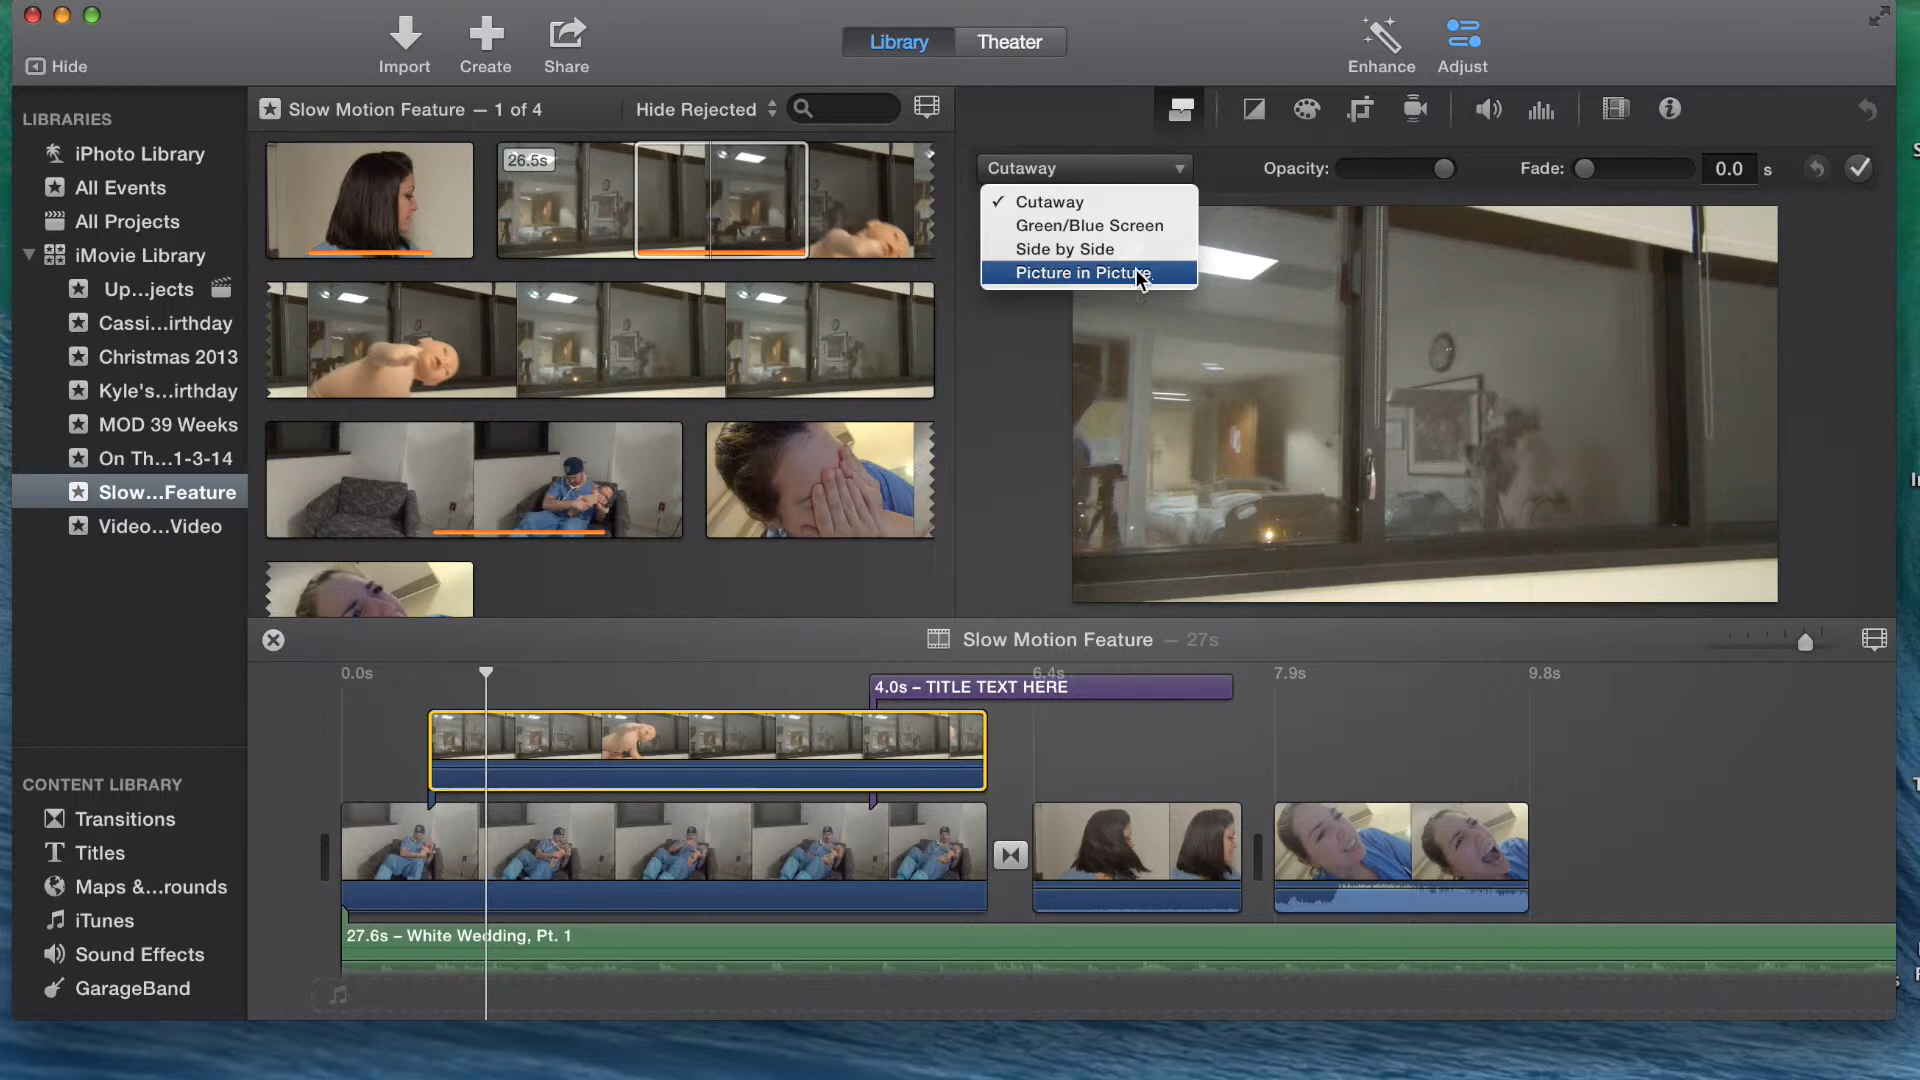 Hide
Import
Create
Share
Library
Theater
Enhance
Adjust
LIBRARIES
iPhoto Library
All Events
All Projects
iMovie Library
Up...jects
Cassi...irthday
Christmas 2013
Kyle's...irthday
MOD 39 Weeks
On Th...1-3-14
Slow...Feature
Video...Video
CONTENT LIBRARY
Transitions
Titles
Maps &...rounds
iTunes
Sound Effects
GarageBand
Slow Motion Feature — 1 of 4
Hide Rejected
26.5s
Cutaway
Opacity:
Fade:
0.0 s
✓ Cutaway
Green/Blue Screen
Side by Side
Picture in Picture
Slow Motion Feature — 27s
0.0s
6.4s
7.9s
9.8s
4.0s – TITLE TEXT HERE
27.6s – White Wedding, Pt. 1